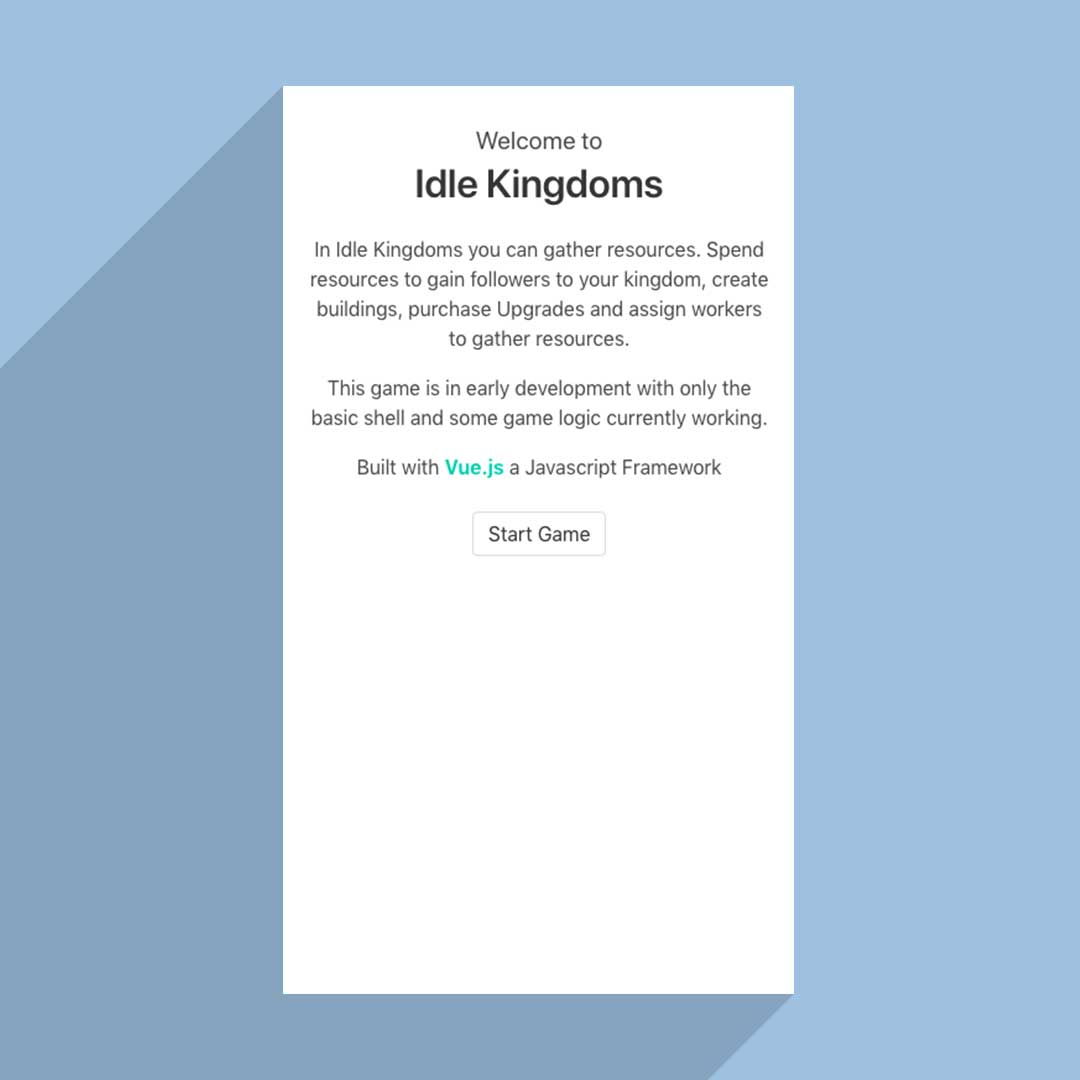 Welcome to
Idle Kingdoms
In Idle Kingdoms you can gather resources. Spend
resources to gain followers to your kingdom, create
buildings, purchase Upgrades and assign workers
to gather resources.
This game is in early development with only the
basic shell and some game logic currently working.
Built with Vue.js a Javascript Framework
Start Game